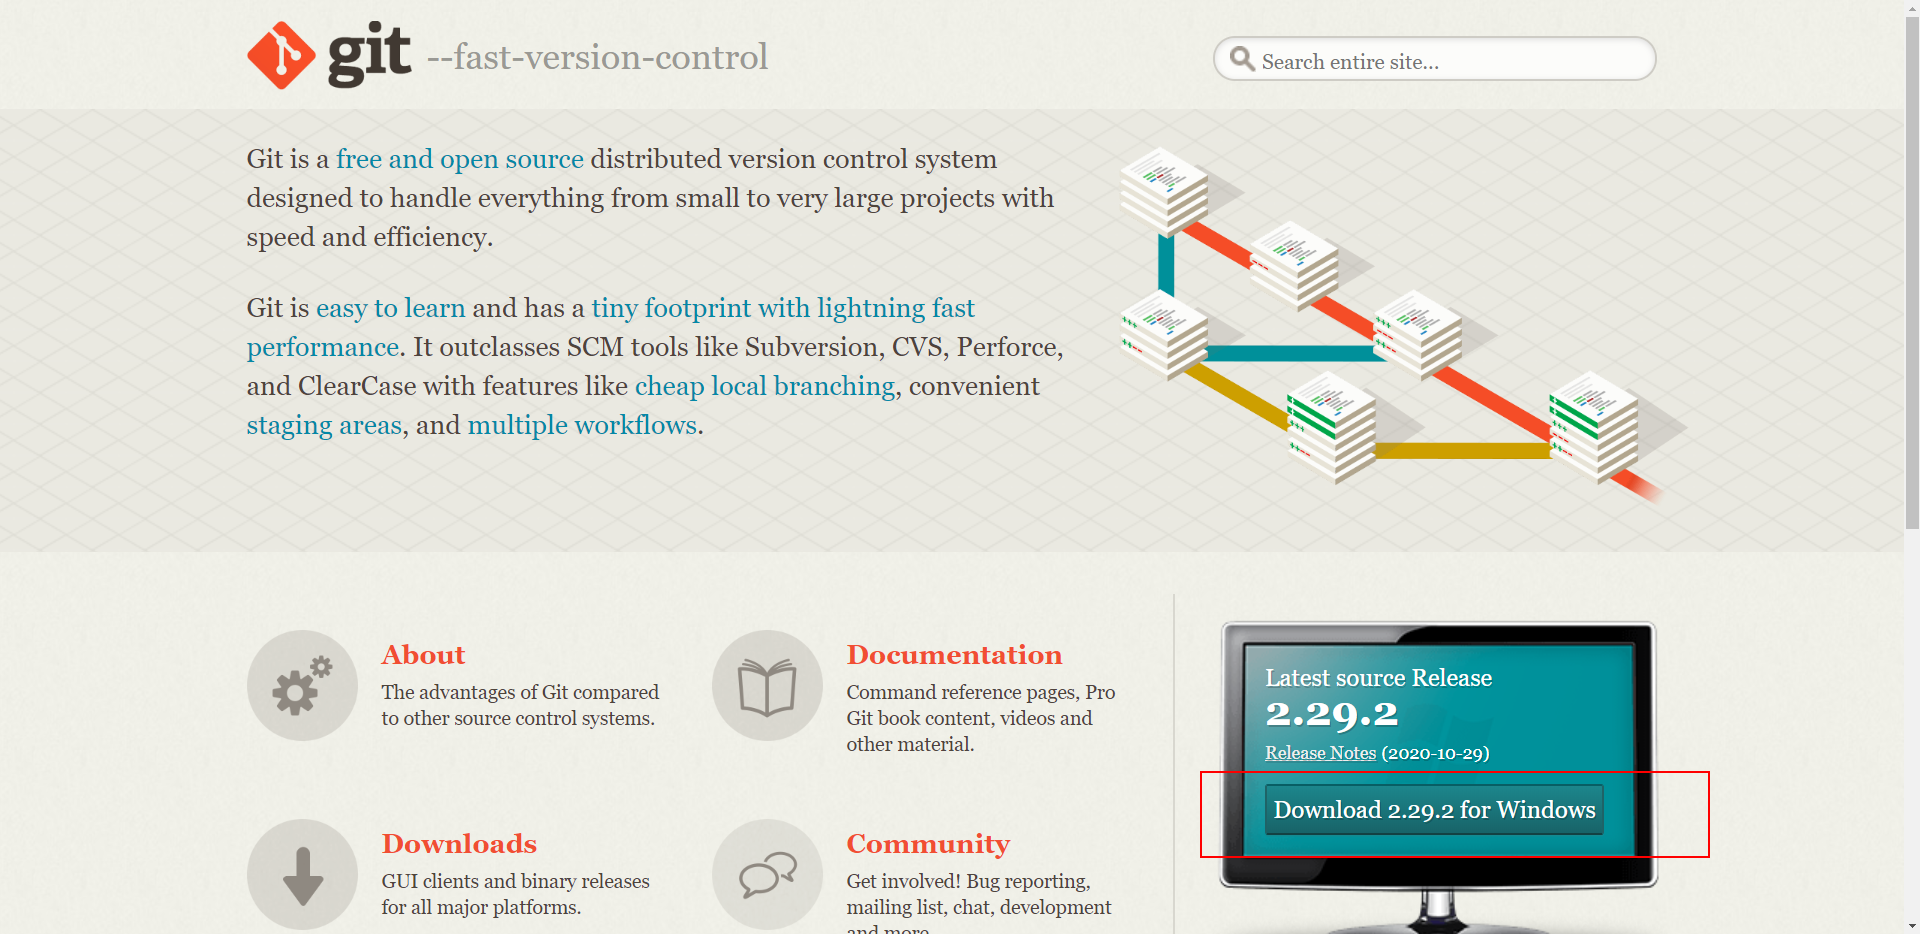 git --fast-version-control
Search entire site...
Git is a free and open source distributed version control system
designed to handle everything from small to very large projects with
speed and efficiency.
Git is easy to learn and has a tiny footprint with lightning fast
performance. It outclasses SCM tools like Subversion, CVS, Perforce,
and ClearCase with features like cheap local branching, convenient
staging areas, and multiple workflows.
About
The advantages of Git compared
to other source control systems.
Documentation
Command reference pages, Pro
Git book content, videos and
other material.
Downloads
GUI clients and binary releases
for all major platforms.
Community
Get involved! Bug reporting,
mailing list, chat, development
and more
Latest source Release
2.29.2
Release Notes (2020-10-29)
Download 2.29.2 for Windows